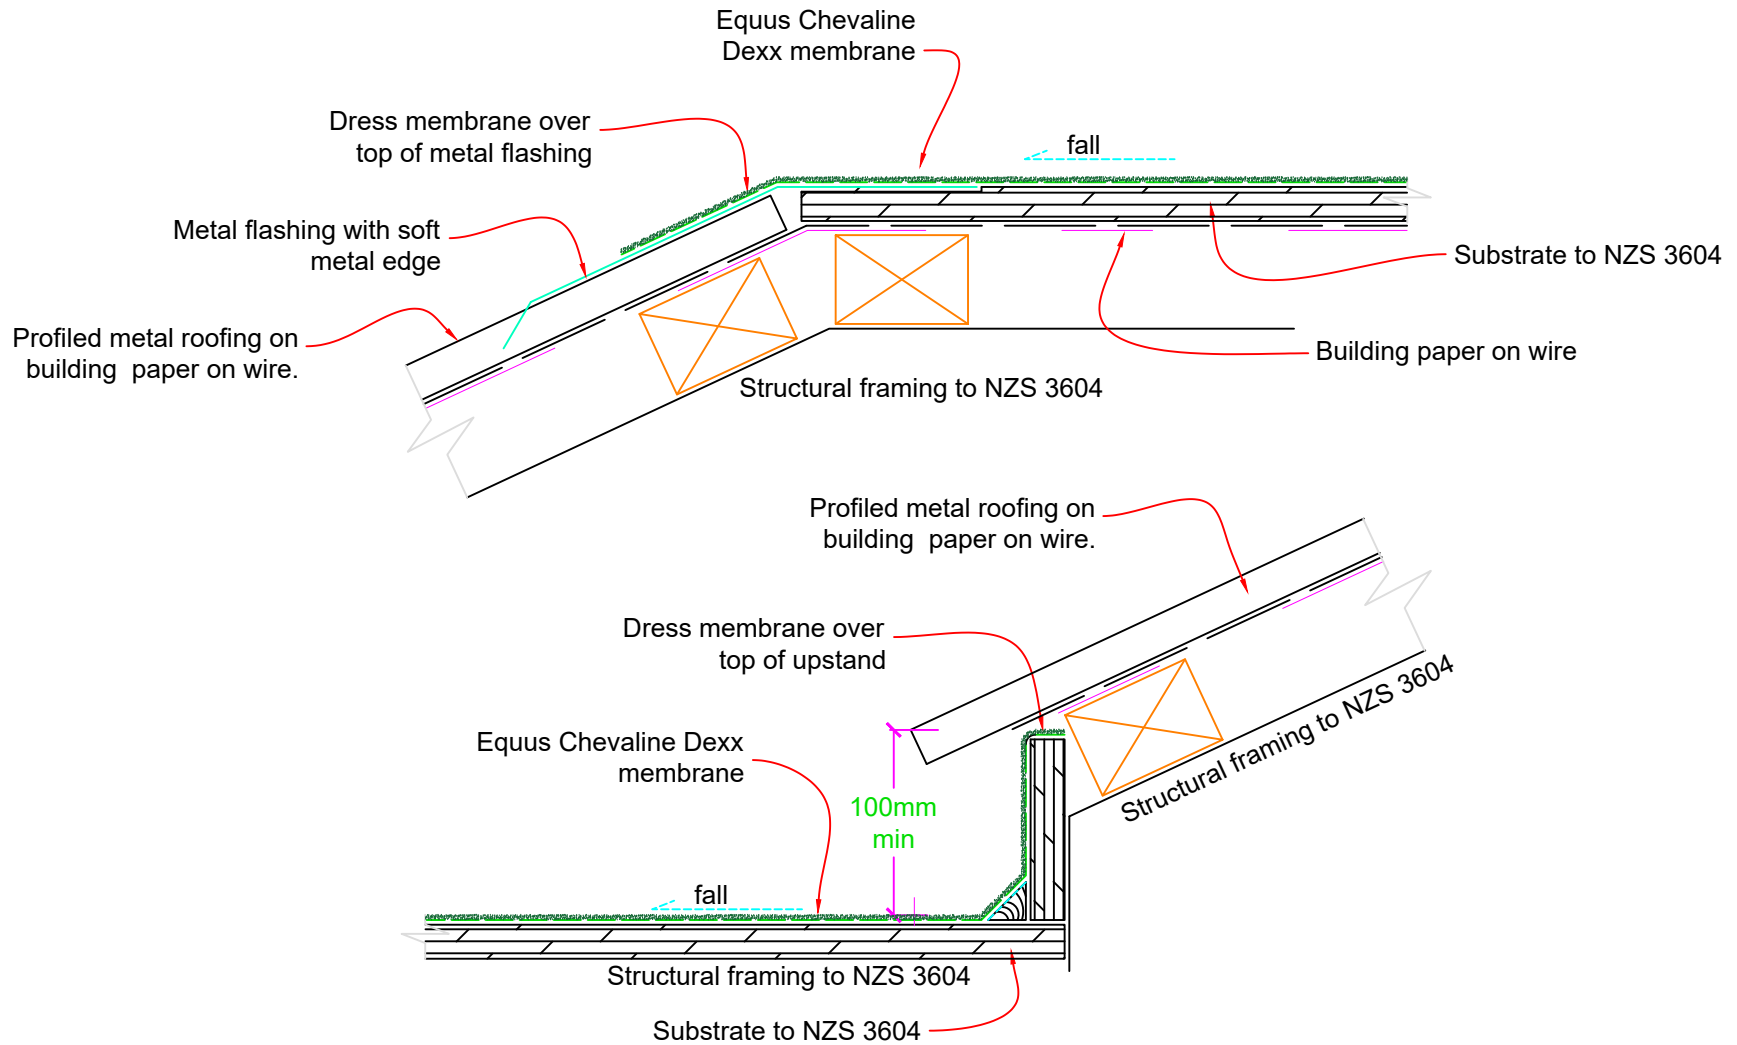 Equus Chevaline
Dexx membrane
Dress membrane over
top of metal flashing
fall
Metal flashing with soft
metal edge
Substrate to NZS 3604
Profiled metal roofing on
building paper on wire.
Building paper on wire
Structural framing to NZS 3604
Profiled metal roofing on
building paper on wire.
Dress membrane over
top of upstand
Structural framing to NZS 3604
Equus Chevaline Dexx
membrane
100mm
min
fall
Structural framing to NZS 3604
Substrate to NZS 3604